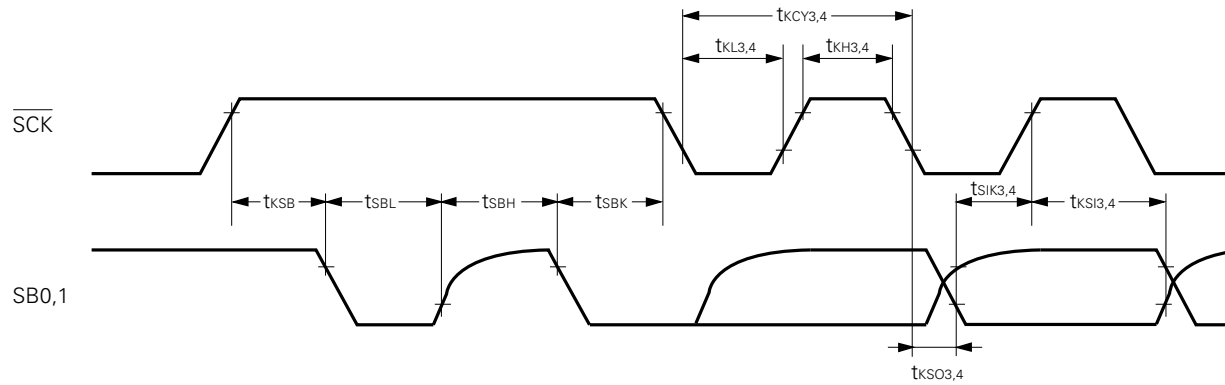 tKCY3,4
tKL3,4 tKH3,4
SCK
tKSB tSBL tSBH tSBK tSIK3,4 tKSI3,4
SB0,1
tKSO3,4